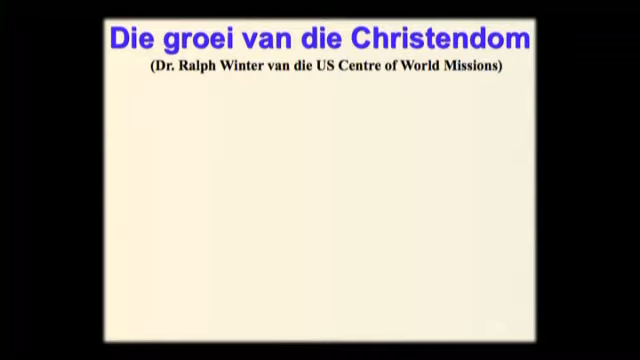 Die groei van die Christendom
(Dr. Ralph Winter van die US Centre of World Missions)